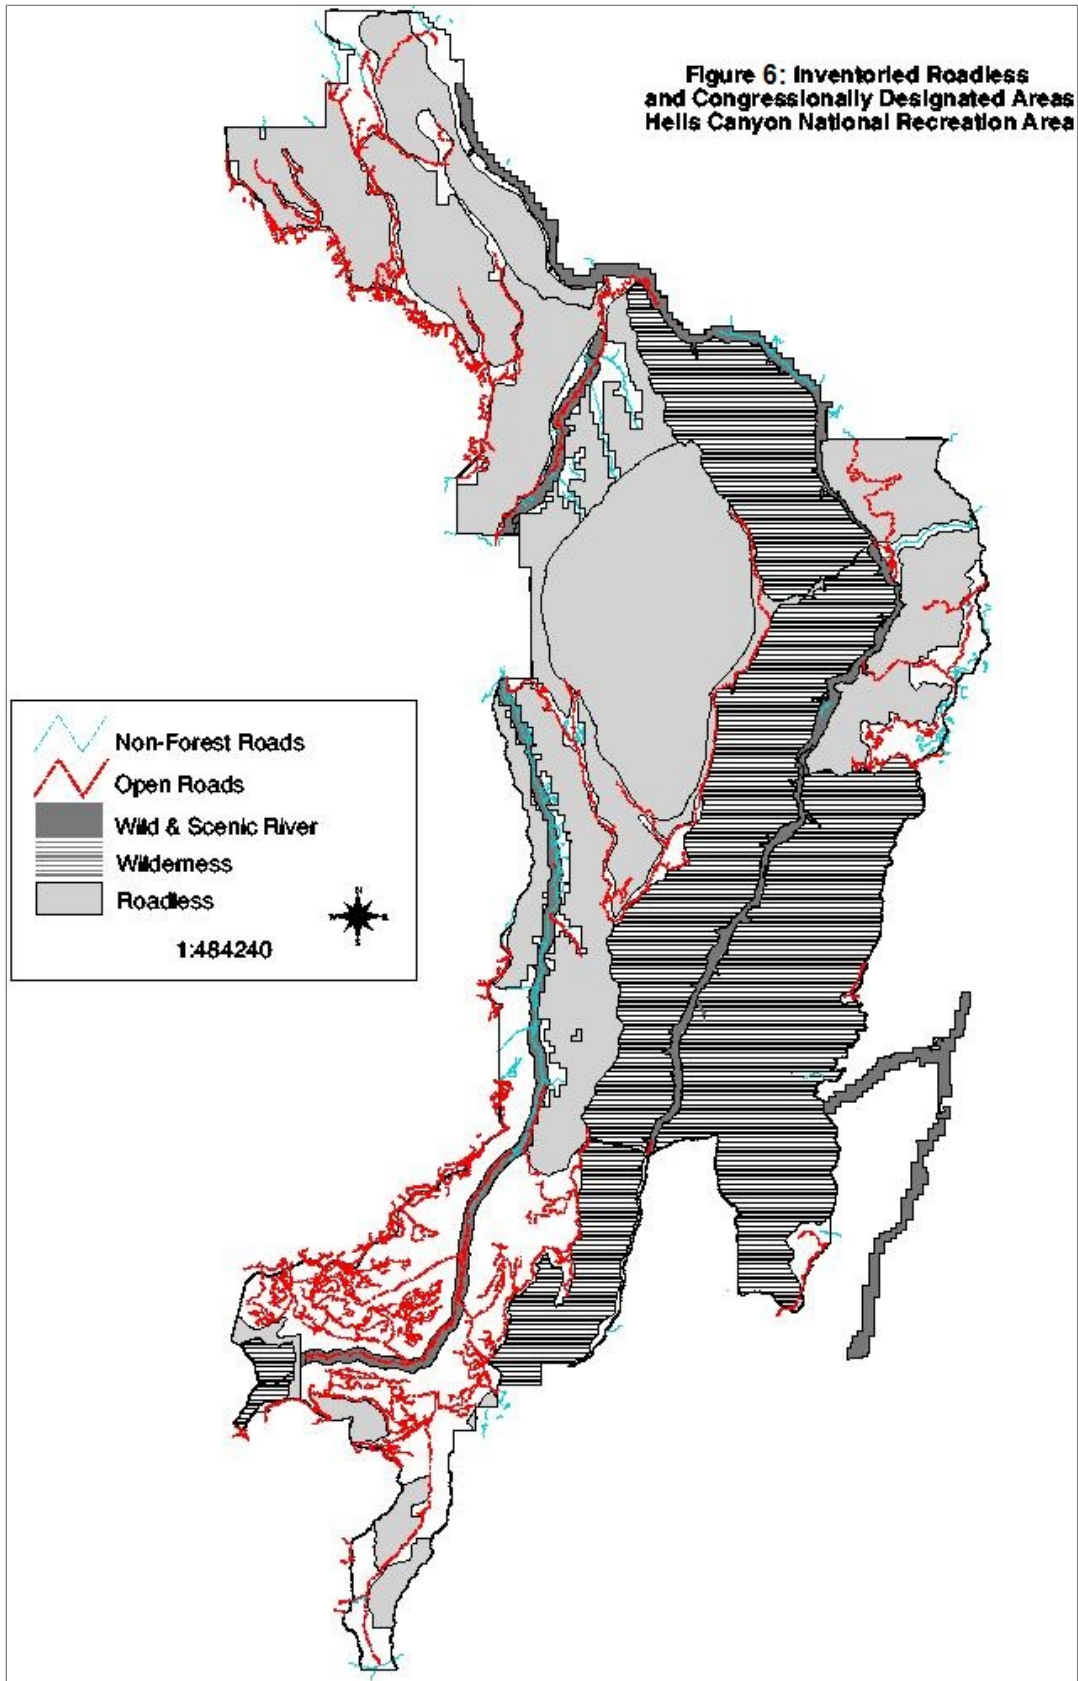 Figure 6: Inventoried Roadless
and Congressionally Designated Areas
Hells Canyon National Recreation Area
Non-Forest Roads
Open Roads
Wild & Scenic River
Wilderness
Roadless
N
W
E
S
1:484240